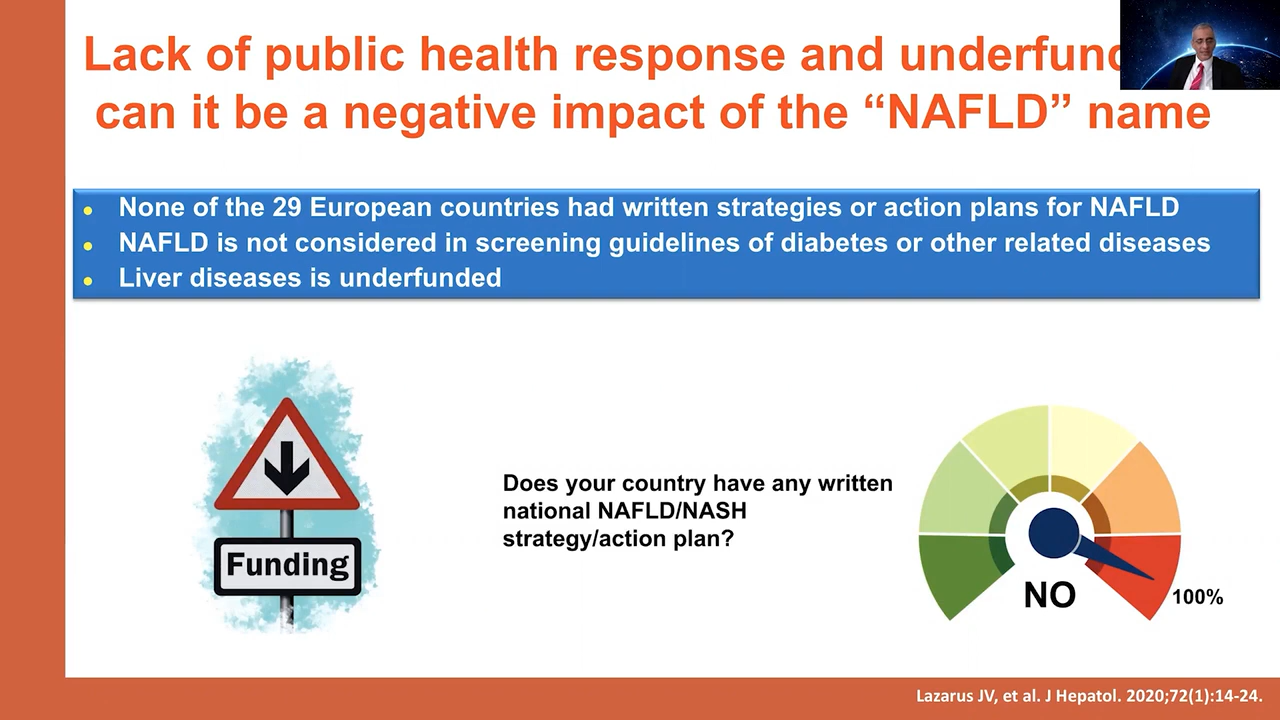 Lack of public health response and
can it be a negative impact of the “NAFLD” name
• None of the 29 European countries had written strategies or action plans for NAFLD
• NAFLD is not considered in screening guidelines of diabetes or other related diseases
• Liver diseases is underfunded
Funding
Does your country have any written
national NAFLD/NASH
strategy/action plan?
NO
100%
Lazarus JV, et al. J Hepatol. 2020;72(1):14-24.